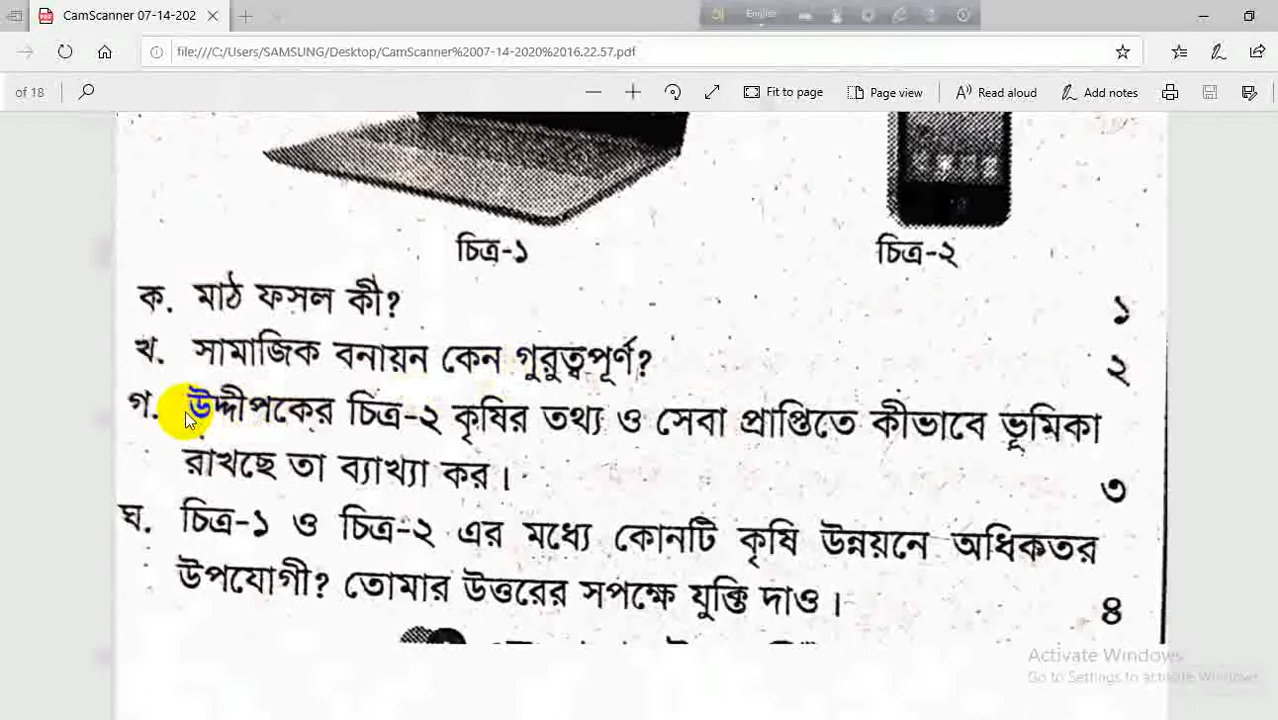 CamScanner 07-14-202
English
file:///C:/Users/SAMSUNG/Desktop/CamScanner%2007-14-2020%2016.22.57.pdf
of 18
Fit to page
Page view
Read aloud
Add notes
চিত্র-১
চিত্র-২
ক. মাঠ ফসল কী? ১
খ. সামাজিক বনায়ন কেন গুরুত্বপূর্ণ? ২
গ. উদ্দীপকের চিত্র-২ কৃষির তথ্য ও সেবা প্রাপ্তিতে কীভাবে ভূমিকা
রাখছে তা ব্যাখ্যা কর। ৩
ঘ. চিত্র-১ ও চিত্র-২ এর মধ্যে কোনটি কৃষি উন্নয়নে অধিকতর
উপযোগী? তোমার উত্তরের সপক্ষে যুক্তি দাও। ৪
Activate Windows
Go to Settings to activate Windows.